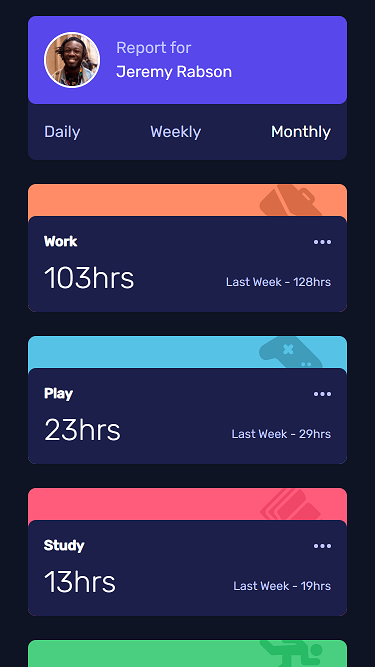 Report for
Jeremy Rabson
Daily Weekly Monthly
Work
103hrs Last Week - 128hrs
Play
23hrs Last Week - 29hrs
Study
13hrs Last Week - 19hrs